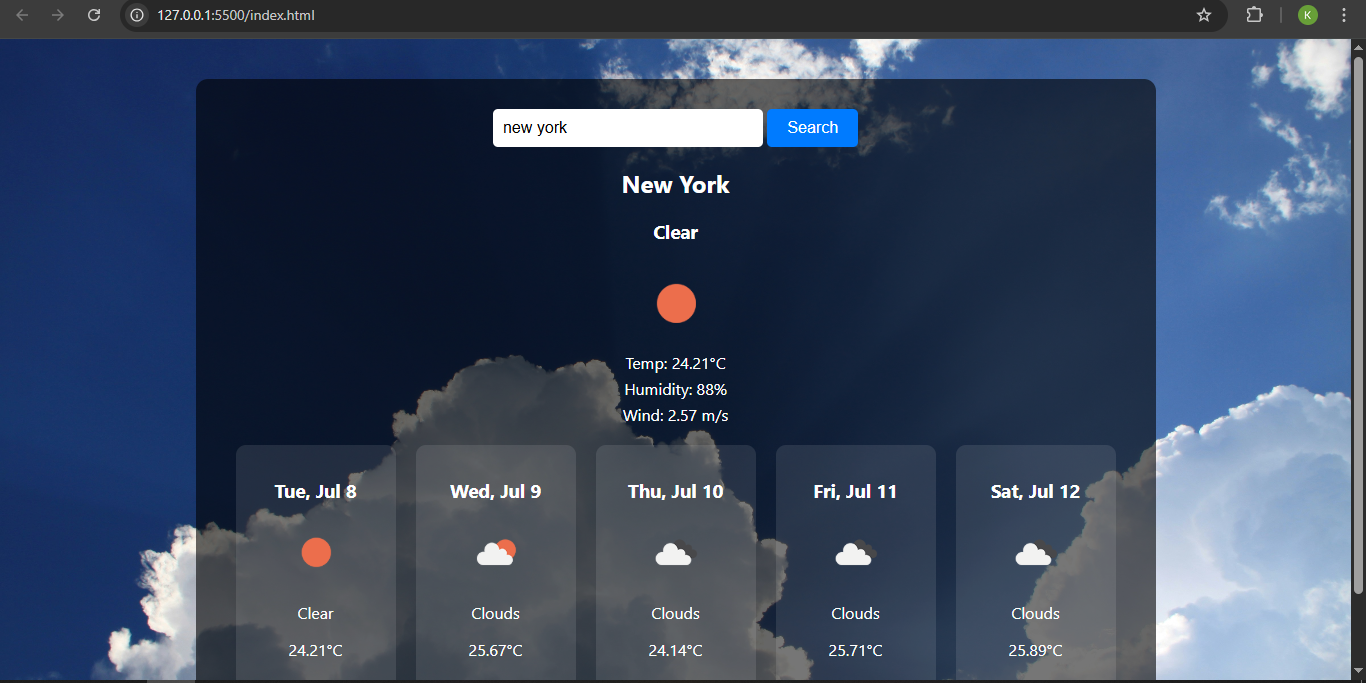 127.0.0.1:5500/index.html
K
new york Search
New York
Clear
Temp: 24.21°C
Humidity: 88%
Wind: 2.57 m/s
Tue, Jul 8 Wed, Jul 9 Thu, Jul 10 Fri, Jul 11 Sat, Jul 12
Clear Clouds Clouds Clouds Clouds
24.21°C 25.67°C 24.14°C 25.71°C 25.89°C